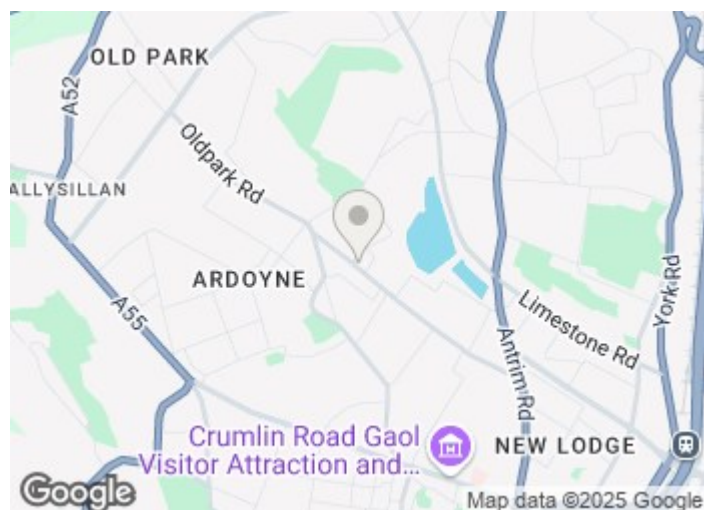 OLD PARK
A52
Oldpark Rd
ALLYSILLAN
ARDOYNE
A55
Limestone Rd
York Rd
Antrim Rd
Crumlin Road Gaol
Visitor Attraction and...
NEW LODGE
Google
Map data ©2025 Google